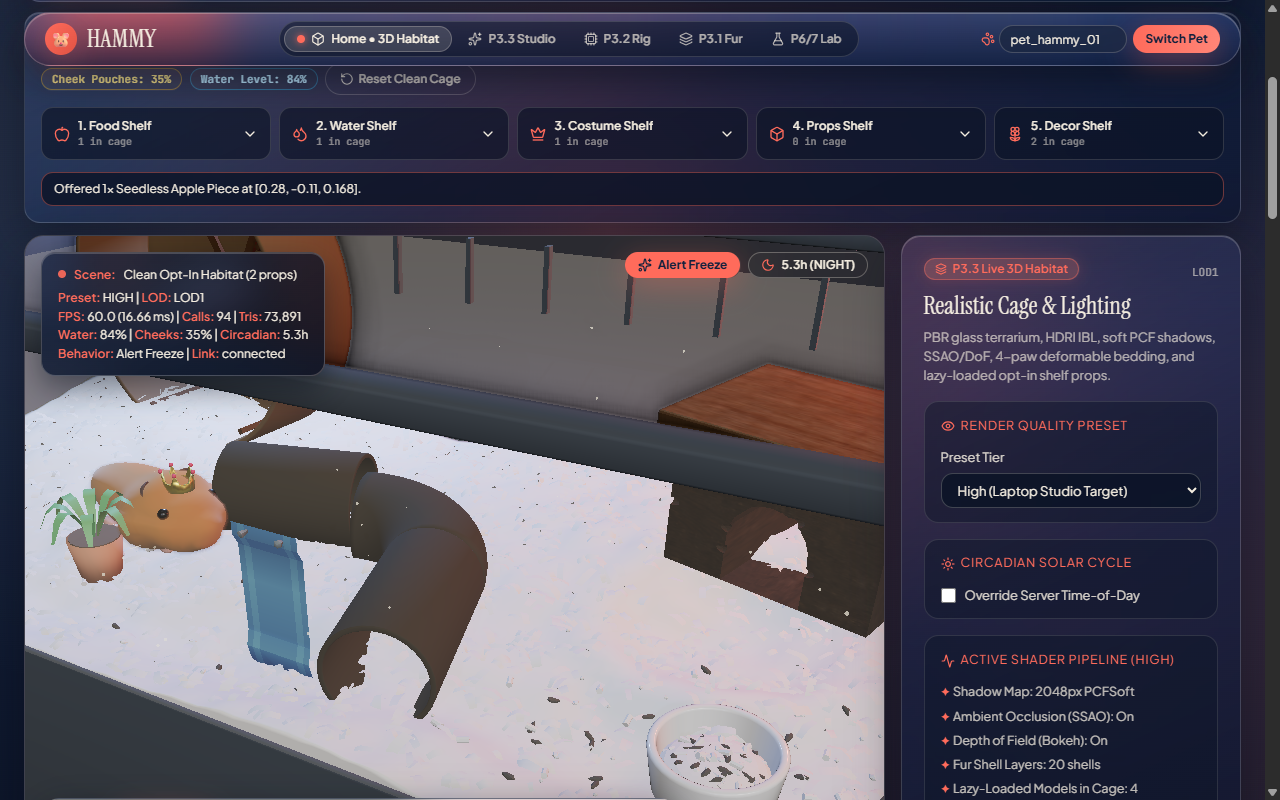 HAMMY
Home • 3D Habitat
P3.3 Studio
P3.2 Rig
P3.1 Fur
P6/7 Lab
pet_hammy_01
Switch Pet
Cheek Pouches: 35%
Water Level: 84%
Reset Clean Cage
1. Food Shelf
1 in cage
2. Water Shelf
1 in cage
3. Costume Shelf
1 in cage
4. Props Shelf
0 in cage
5. Decor Shelf
2 in cage
Offered 1x Seedless Apple Piece at [0.28, -0.11, 0.168].
Scene: Clean Opt-In Habitat (2 props)
Preset: HIGH | LOD: LOD1
FPS: 60.0 (16.66 ms) | Calls: 94 | Tris: 73,891
Water: 84% | Cheeks: 35% | Circadian: 5.3h
Behavior: Alert Freeze | Link: connected
Alert Freeze
5.3h (NIGHT)
P3.3 Live 3D Habitat
LOD1
Realistic Cage & Lighting
PBR glass terrarium, HDRI IBL, soft PCF shadows,
SSAO/DoF, 4-paw deformable bedding, and
lazy-loaded opt-in shelf props.
RENDER QUALITY PRESET
Preset Tier
High (Laptop Studio Target)
CIRCADIAN SOLAR CYCLE
Override Server Time-of-Day
ACTIVE SHADER PIPELINE (HIGH)
✦ Shadow Map: 2048px PCFSoft
✦ Ambient Occlusion (SSAO): On
✦ Depth of Field (Bokeh): On
✦ Fur Shell Layers: 20 shells
✦ Lazy-Loaded Models in Cage: 4